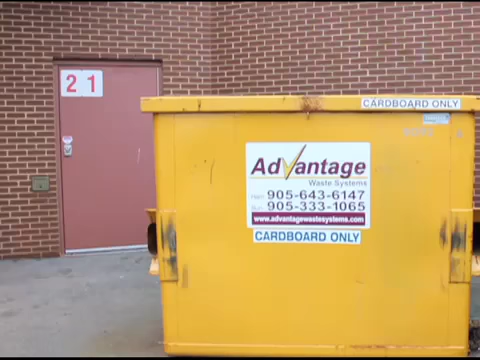 21
CARDBOARD ONLY
Advantage
Waste Systems
905-643-6147
905-333-1065
www.advantagewastesystems.com
CARDBOARD ONLY